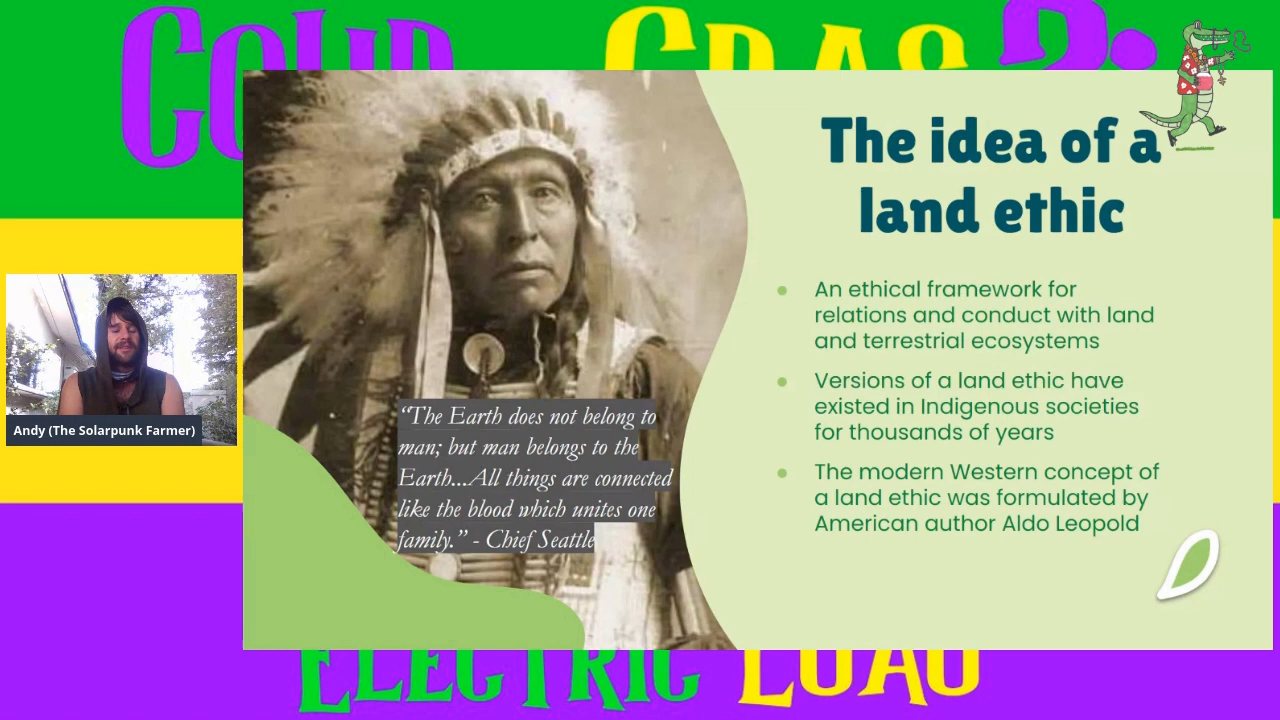 The idea of a
land ethic
An ethical framework for
relations and conduct with land
and terrestrial ecosystems
Versions of a land ethic have
existed in Indigenous societies
for thousands of years
The modern Western concept of
a land ethic was formulated by
American author Aldo Leopold
“The Earth does not belong to
man; but man belongs to the
Earth...All things are connected
like the blood which unites one
family.” - Chief Seattle
Andy (The Solarpunk Farmer)
ELECTRIC